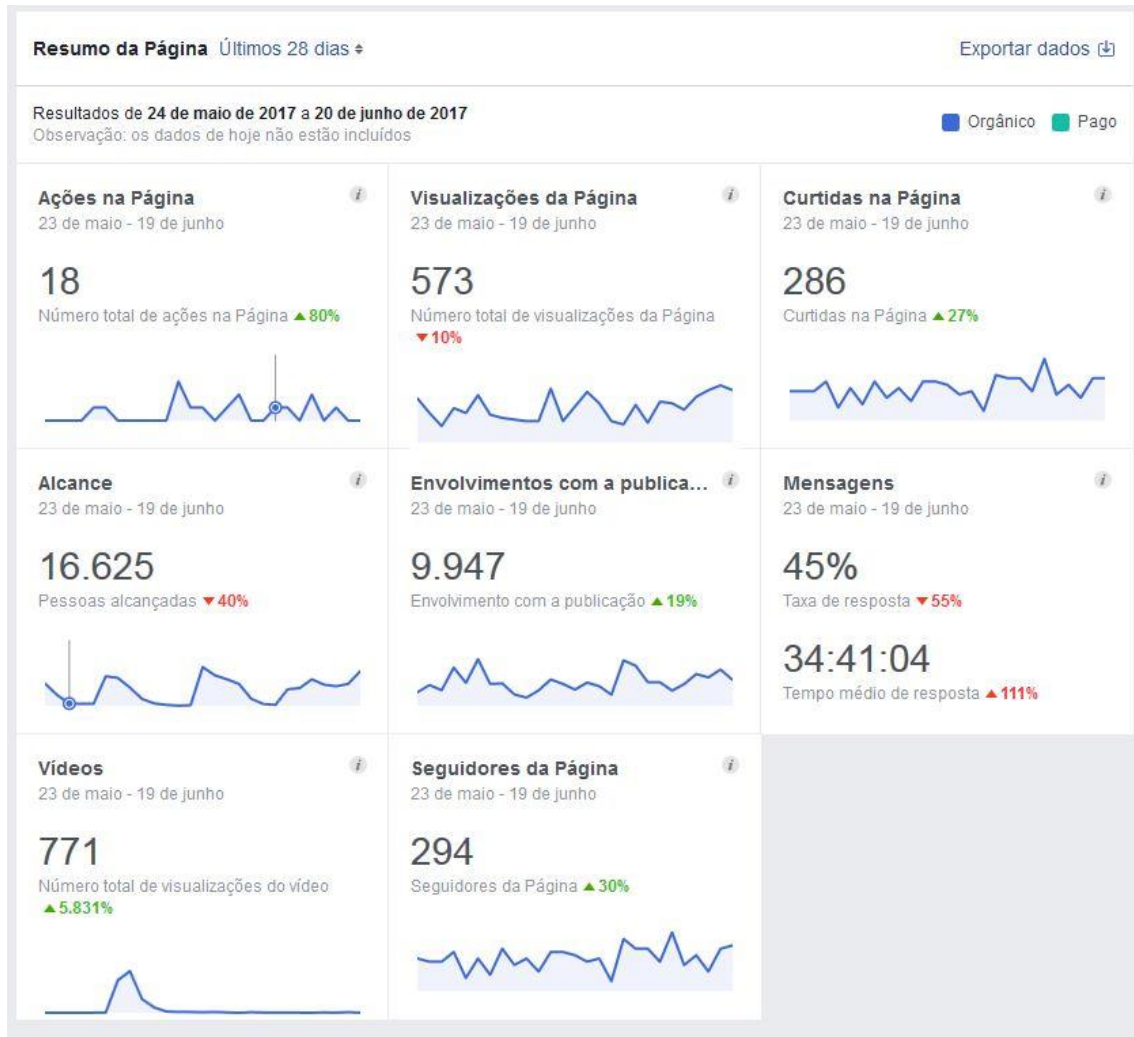 Resumo da Página Últimos 28 dias
Exportar dados
Resultados de 24 de maio de 2017 a 20 de junho de 2017
Observação: os dados de hoje não estão incluídos
Orgânico Pago
Ações na Página
23 de maio - 19 de junho
18
Número total de ações na Página ▲80%
Visualizações da Página
23 de maio - 19 de junho
573
Número total de visualizações da Página
▼10%
Curtidas na Página
23 de maio - 19 de junho
286
Curtidas na Página ▲27%
Alcance
23 de maio - 19 de junho
16.625
Pessoas alcançadas ▼40%
Envolvimentos com a publica...
23 de maio - 19 de junho
9.947
Envolvimento com a publicação ▲19%
Mensagens
23 de maio - 19 de junho
45%
Taxa de resposta ▼55%
34:41:04
Tempo médio de resposta ▲111%
Vídeos
23 de maio - 19 de junho
771
Número total de visualizações do vídeo
▲5.831%
Seguidores da Página
23 de maio - 19 de junho
294
Seguidores da Página ▲30%